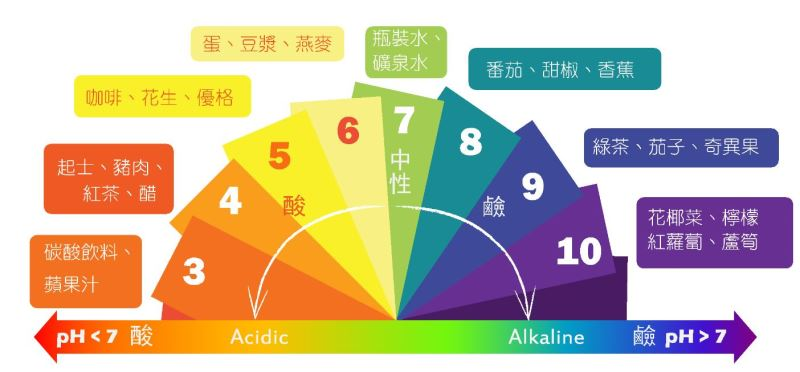 蛋、豆漿、燕麥
瓶裝水、
礦泉水
番茄、甜椒、香蕉
咖啡、花生、優格
綠茶、茄子、奇異果
起士、豬肉、
紅茶、醋
花椰菜、檸檬
紅蘿蔔、蘆筍
碳酸飲料、
蘋果汁
3
4
5
6
7
8
9
10
酸
中性
鹼
pH < 7 酸
Acidic
Alkaline
鹼 pH > 7